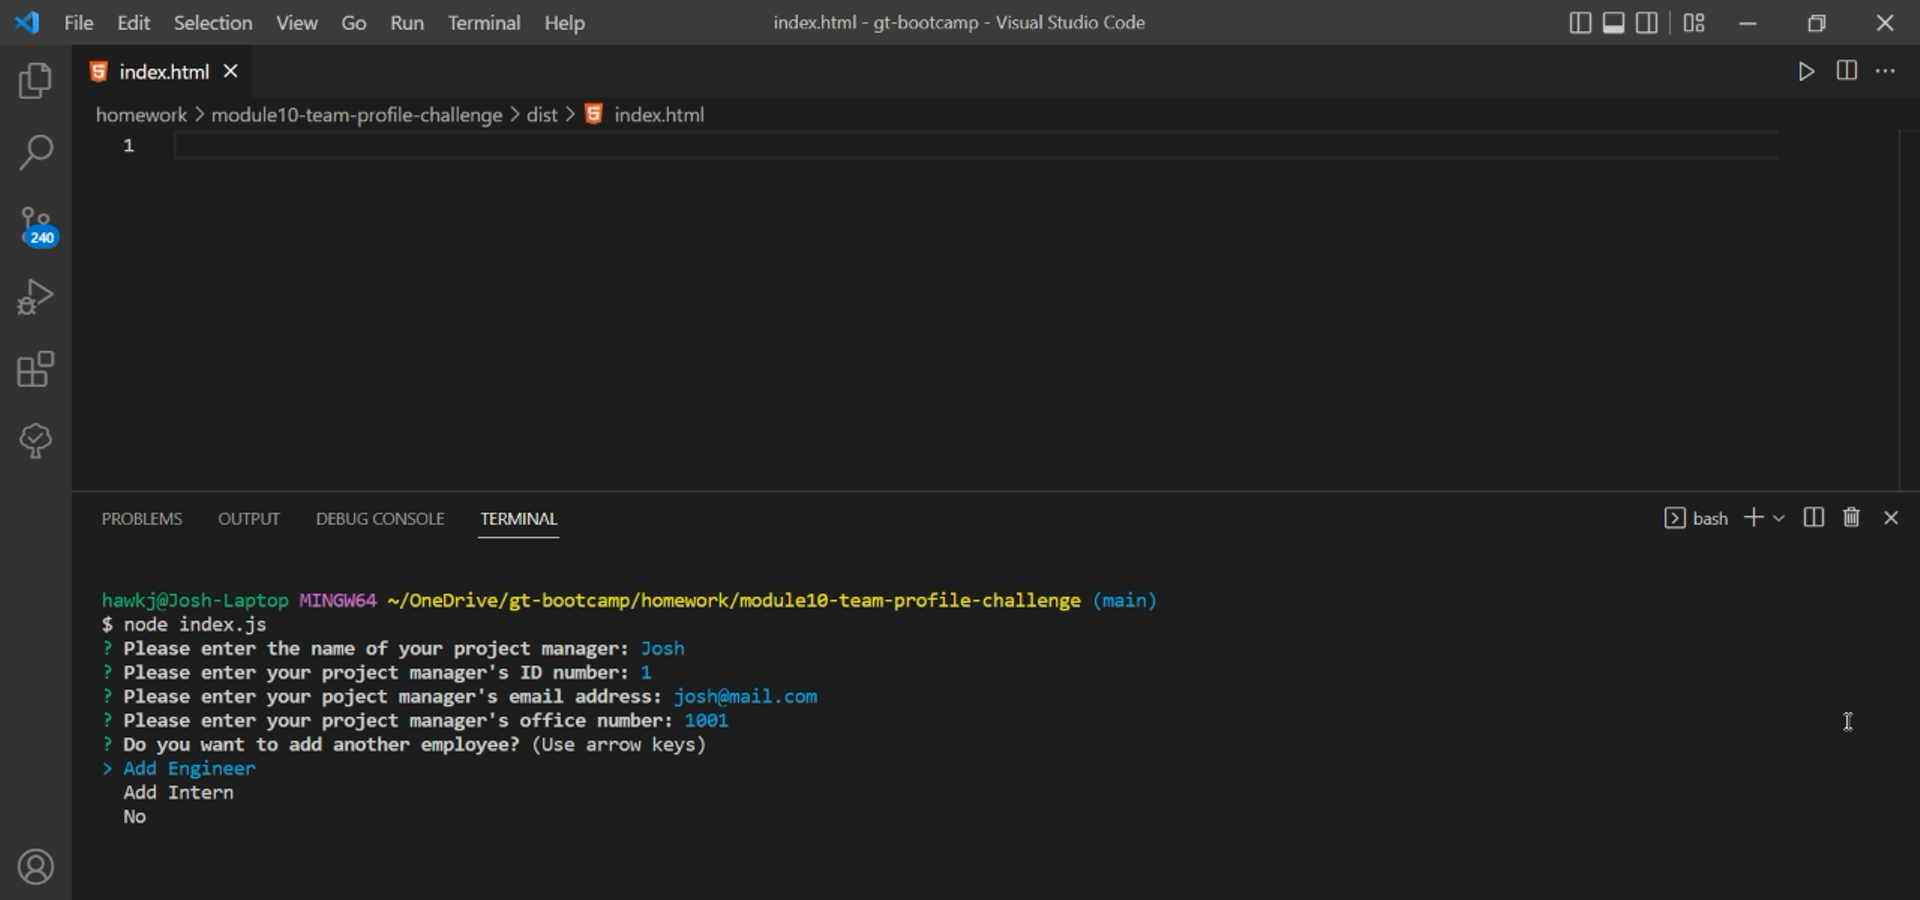 File Edit Selection View Go Run Terminal Help index.html - gt-bootcamp - Visual Studio Code
index.html
homework > module10-team-profile-challenge > dist > index.html
1
240
PROBLEMS OUTPUT DEBUG CONSOLE TERMINAL bash
hawkj@Josh-Laptop MINGW64 ~/OneDrive/gt-bootcamp/homework/module10-team-profile-challenge (main)
$ node index.js
? Please enter the name of your project manager: Josh
? Please enter your project manager's ID number: 1
? Please enter your poject manager's email address: josh@mail.com
? Please enter your project manager's office number: 1001
? Do you want to add another employee? (Use arrow keys)
> Add Engineer
Add Intern
No